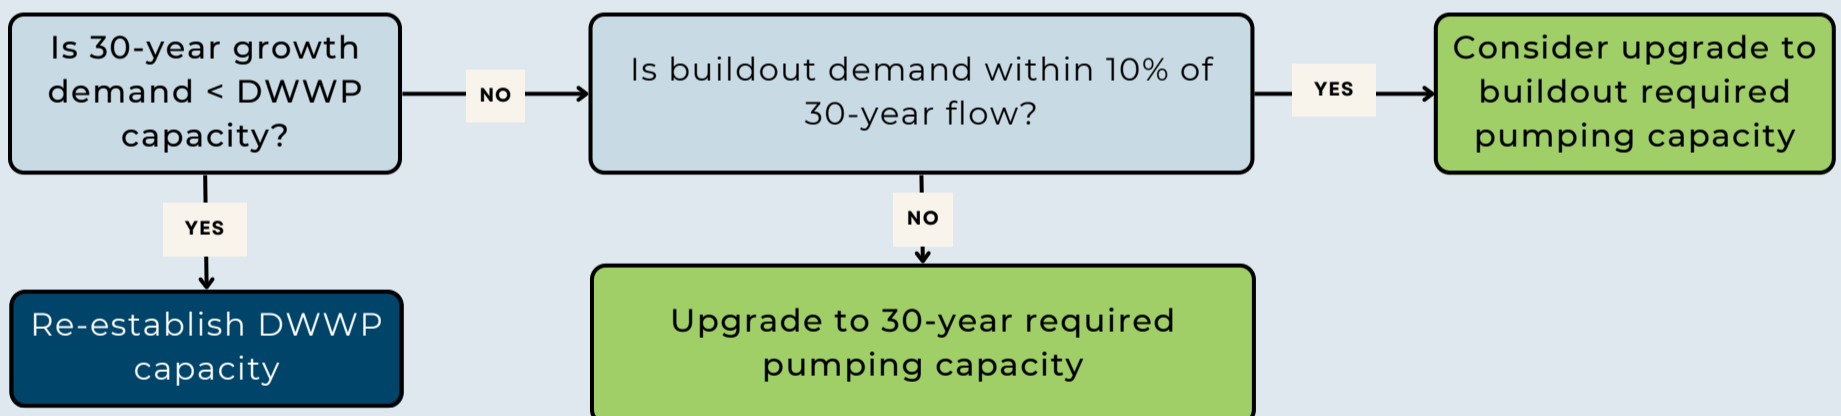 Is 30-year growth
demand < DWWP
capacity?
NO
Is buildout demand within 10% of
30-year flow?
YES
Consider upgrade to
buildout required
pumping capacity
YES
NO
Re-establish DWWP
capacity
Upgrade to 30-year required
pumping capacity